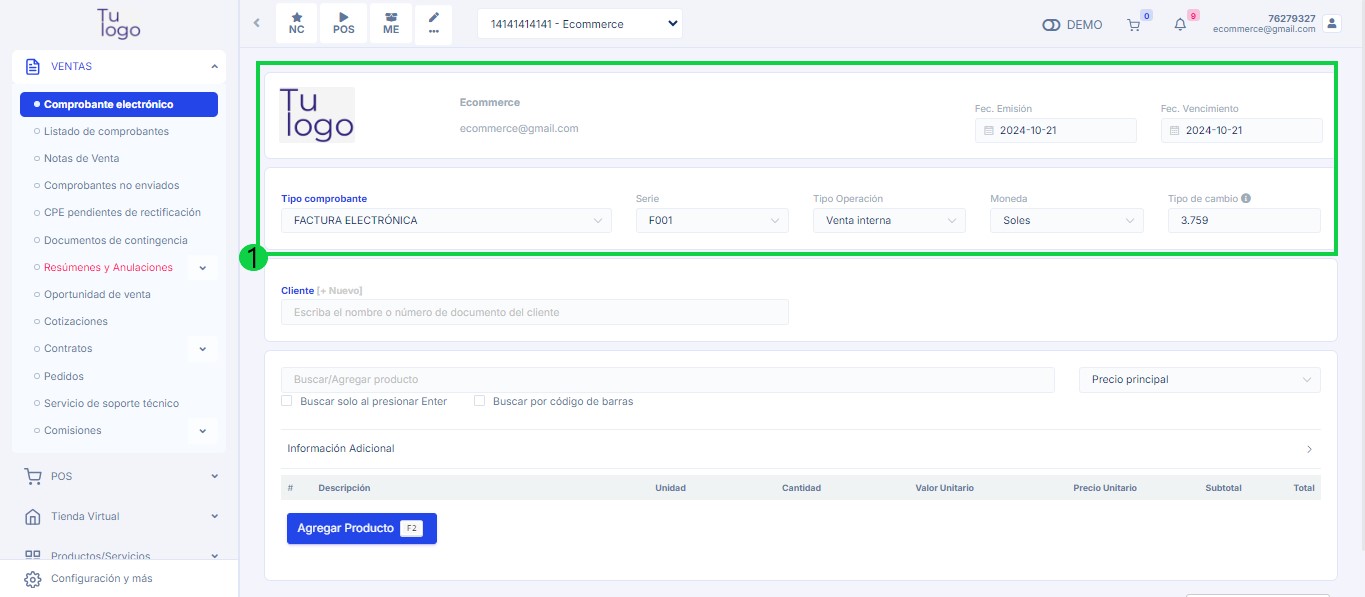 Tu
logo
NC
POS
ME
14141414141 - Ecommerce
DEMO
0
9
76279327
ecommerce@gmail.com
VENTAS
Comprobante electrónico
Listado de comprobantes
Notas de Venta
Comprobantes no enviados
CPE pendientes de rectificación
Documentos de contingencia
Resúmenes y Anulaciones
Oportunidad de venta
Cotizaciones
Contratos
Pedidos
Servicio de soporte técnico
Comisiones
POS
Tienda Virtual
Productos/Servicios
Configuración y más
Tu
logo
Ecommerce
ecommerce@gmail.com
Fec. Emisión
2024-10-21
Fec. Vencimiento
2024-10-21
Tipo comprobante
FACTURA ELECTRÓNICA
Serie
F001
Tipo Operación
Venta interna
Moneda
Soles
Tipo de cambio
3.759
1
Cliente [+ Nuevo]
Escriba el nombre o número de documento del cliente
Buscar/Agregar producto
Precio principal
Buscar solo al presionar Enter
Buscar por código de barras
Información Adicional
# Descripción Unidad Cantidad Valor Unitario Precio Unitario Subtotal Total
Agregar Producto F2